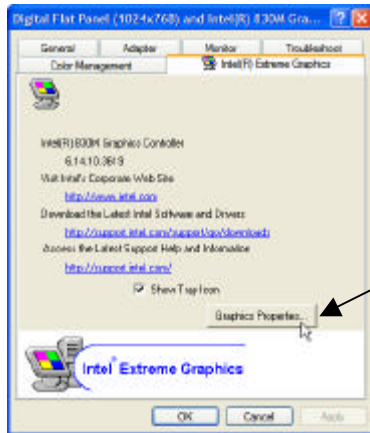 Digital Flat Panel (1024x768) and Intel(R) 830M Gra...
General Adapter Monitor Troubleshoot
Color Management Intel(R) Extreme Graphics
Intel(R) 830M Graphics Controller
6.14.10.3619
Visit Intel's Corporate Web Site
http://www.intel.com
Download the Latest Intel Software and Drivers
http://support.intel.com/support/go/downloads
Access the Latest Support Help and Information
http://support.intel.com/
Show Tray Icon
Graphics Properties...
Intel® Extreme Graphics
OK Cancel Apply